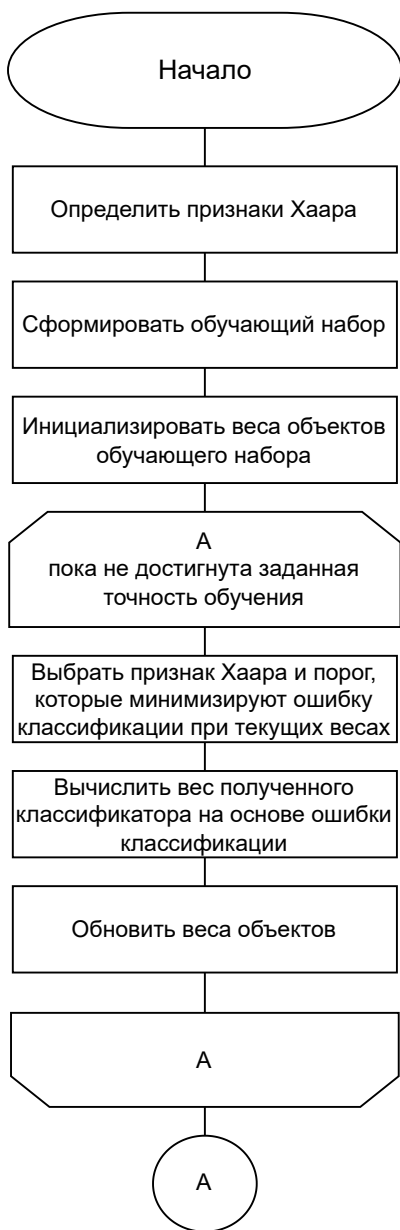 Начало
Определить признаки Хаара
Сформировать обучающий набор
Инициализировать веса объектов
обучающего набора
А
пока не достигнута заданная
точность обучения
Выбрать признак Хаара и порог,
которые минимизируют ошибку
классификации при текущих весах
Вычислить вес полученного
классификатора на основе ошибки
классификации
Обновить веса объектов
А
А